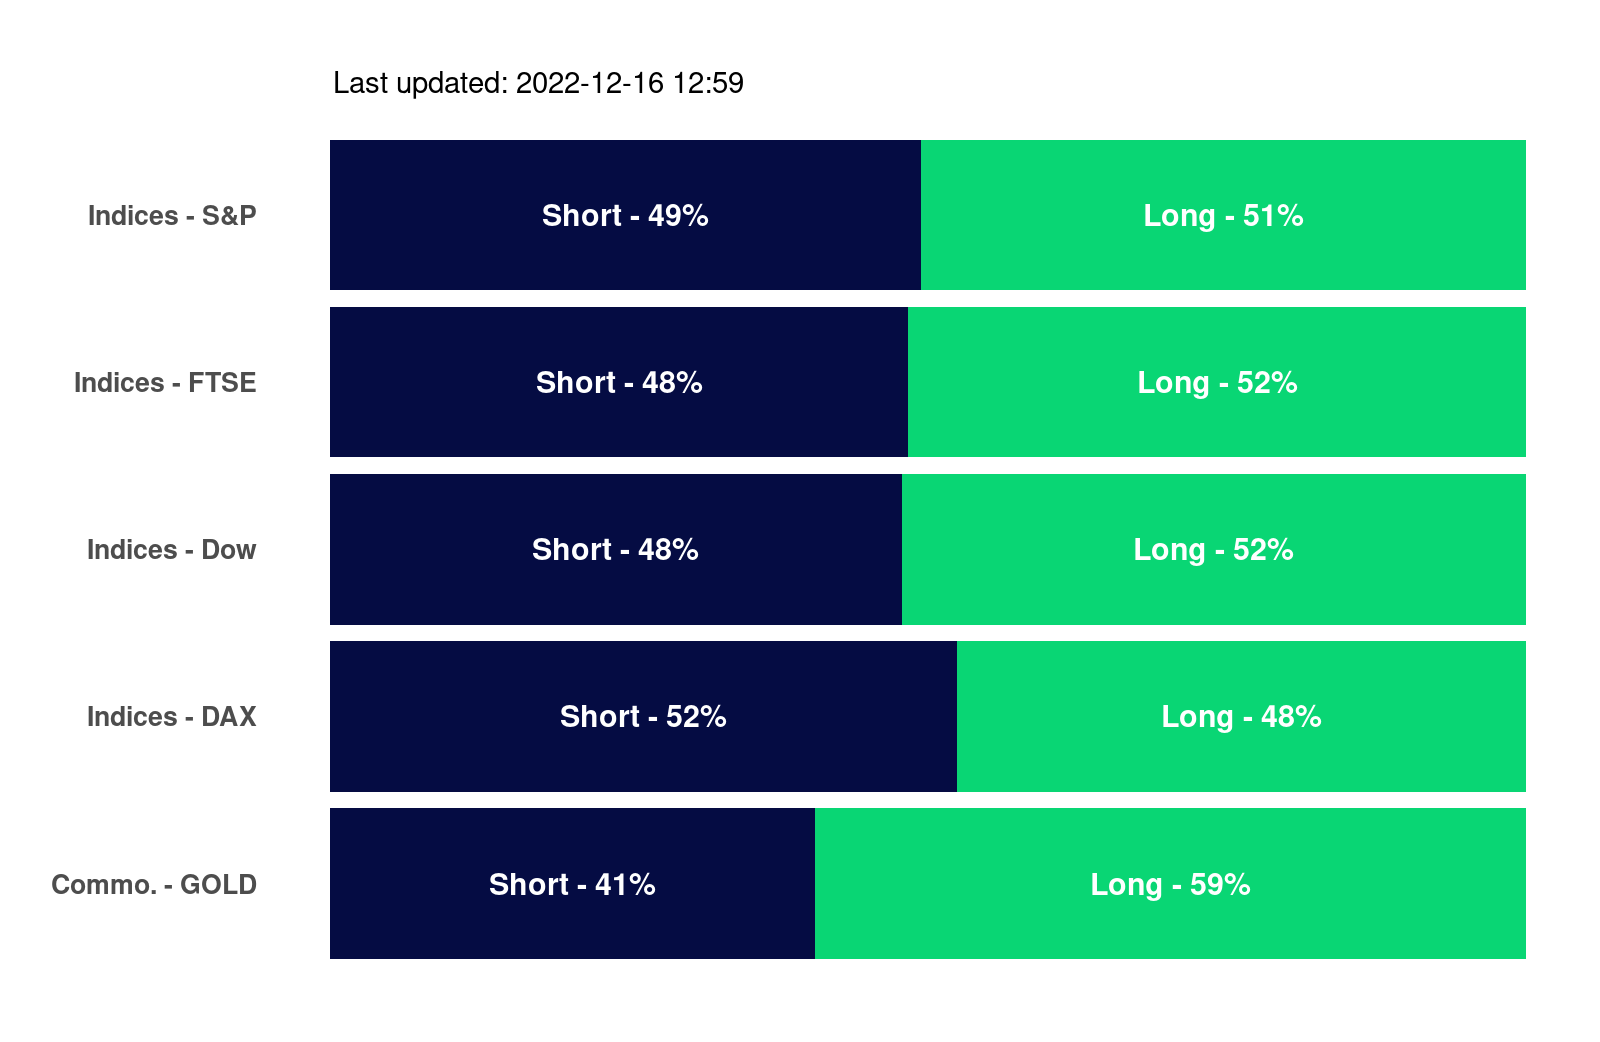 Last updated: 2022-12-16 12:59
Indices - S&P Short - 49% Long - 51%
Indices - FTSE Short - 48% Long - 52%
Indices - Dow Short - 48% Long - 52%
Indices - DAX Short - 52% Long - 48%
Commo. - GOLD Short - 41% Long - 59%